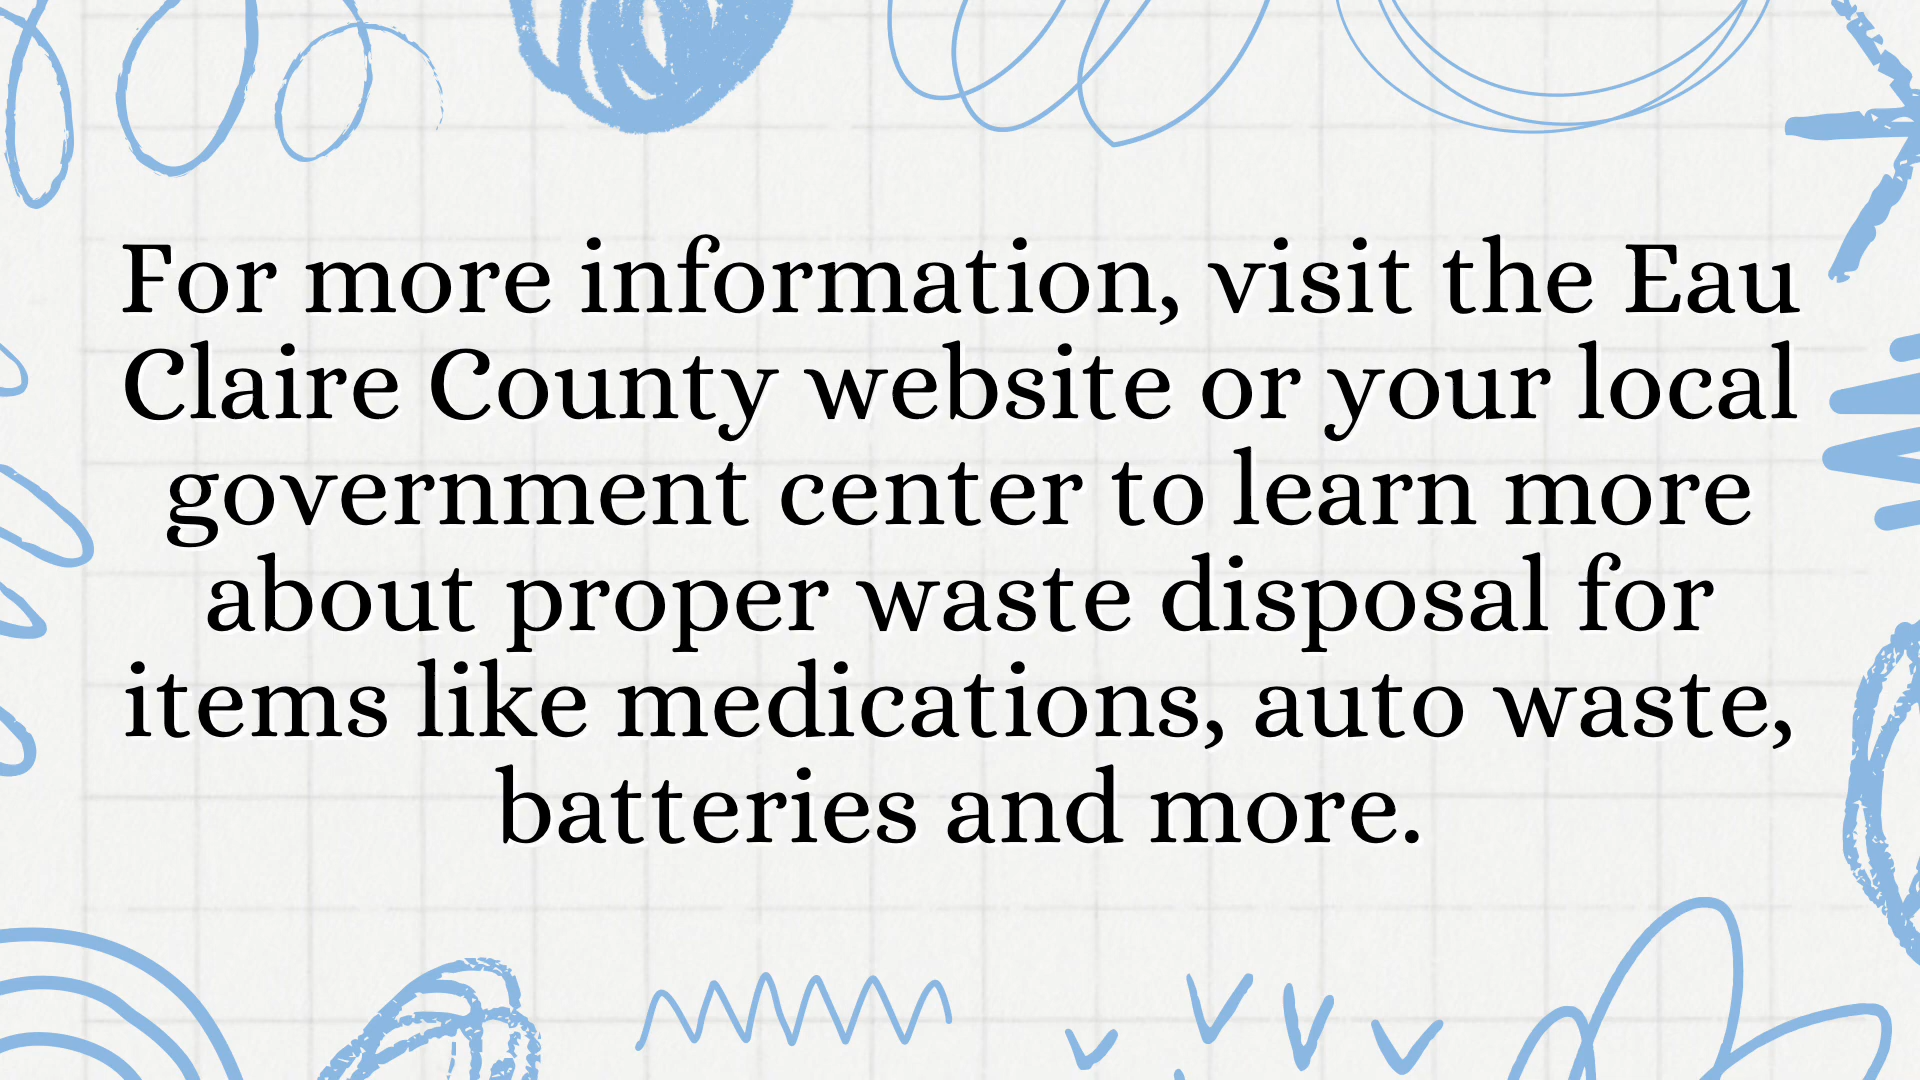 For more information, visit the Eau
Claire County website or your local
government center to learn more
about proper waste disposal for
items like medications, auto waste,
batteries and more.